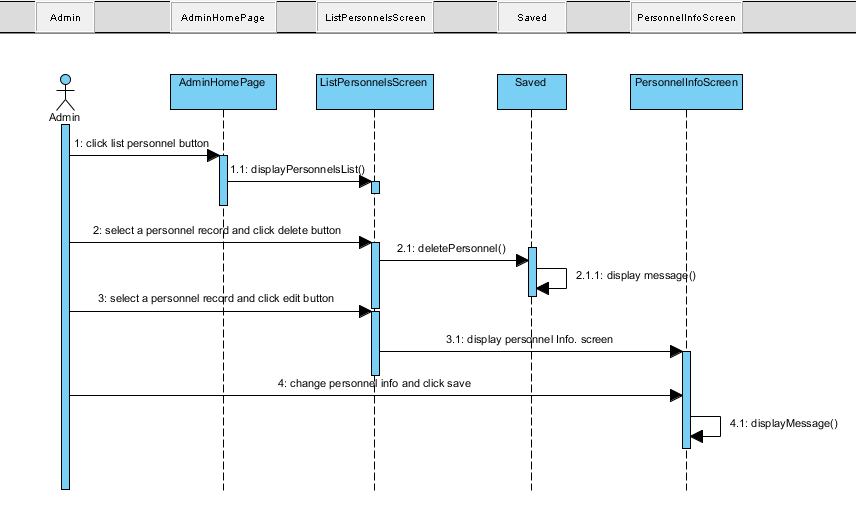 Admin
AdminHomePage
ListPersonnelsScreen
Saved
PersonnelInfoScreen
AdminHomePage
ListPersonnelsScreen
Saved
PersonnelInfoScreen
Admin
1: click list personnel button
1.1: displayPersonnelsList()
2: select a personnel record and click delete button
2.1: deletePersonnel()
2.1.1: display message()
3: select a personnel record and click edit button
3.1: display personnel Info. screen
4: change personnel info and click save
4.1: displayMessage()